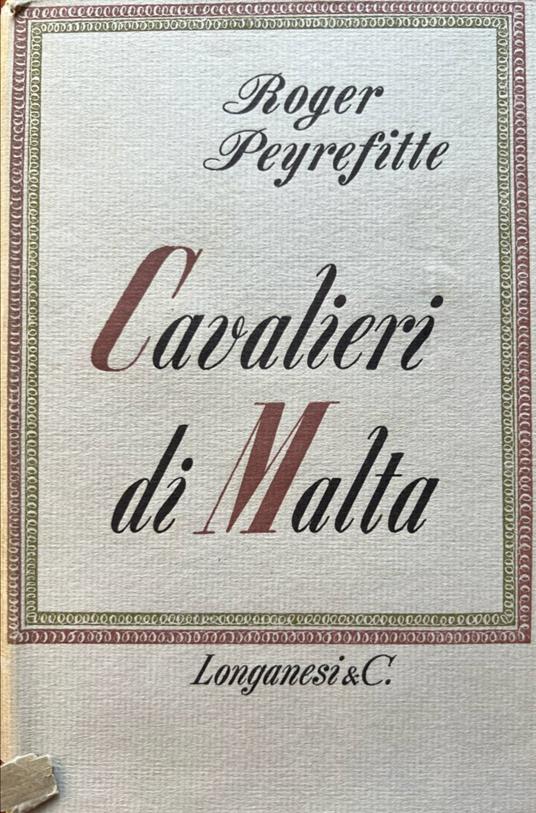 Roger
Peyrefitte
Cavalieri
di Malta
Longanesi & C.